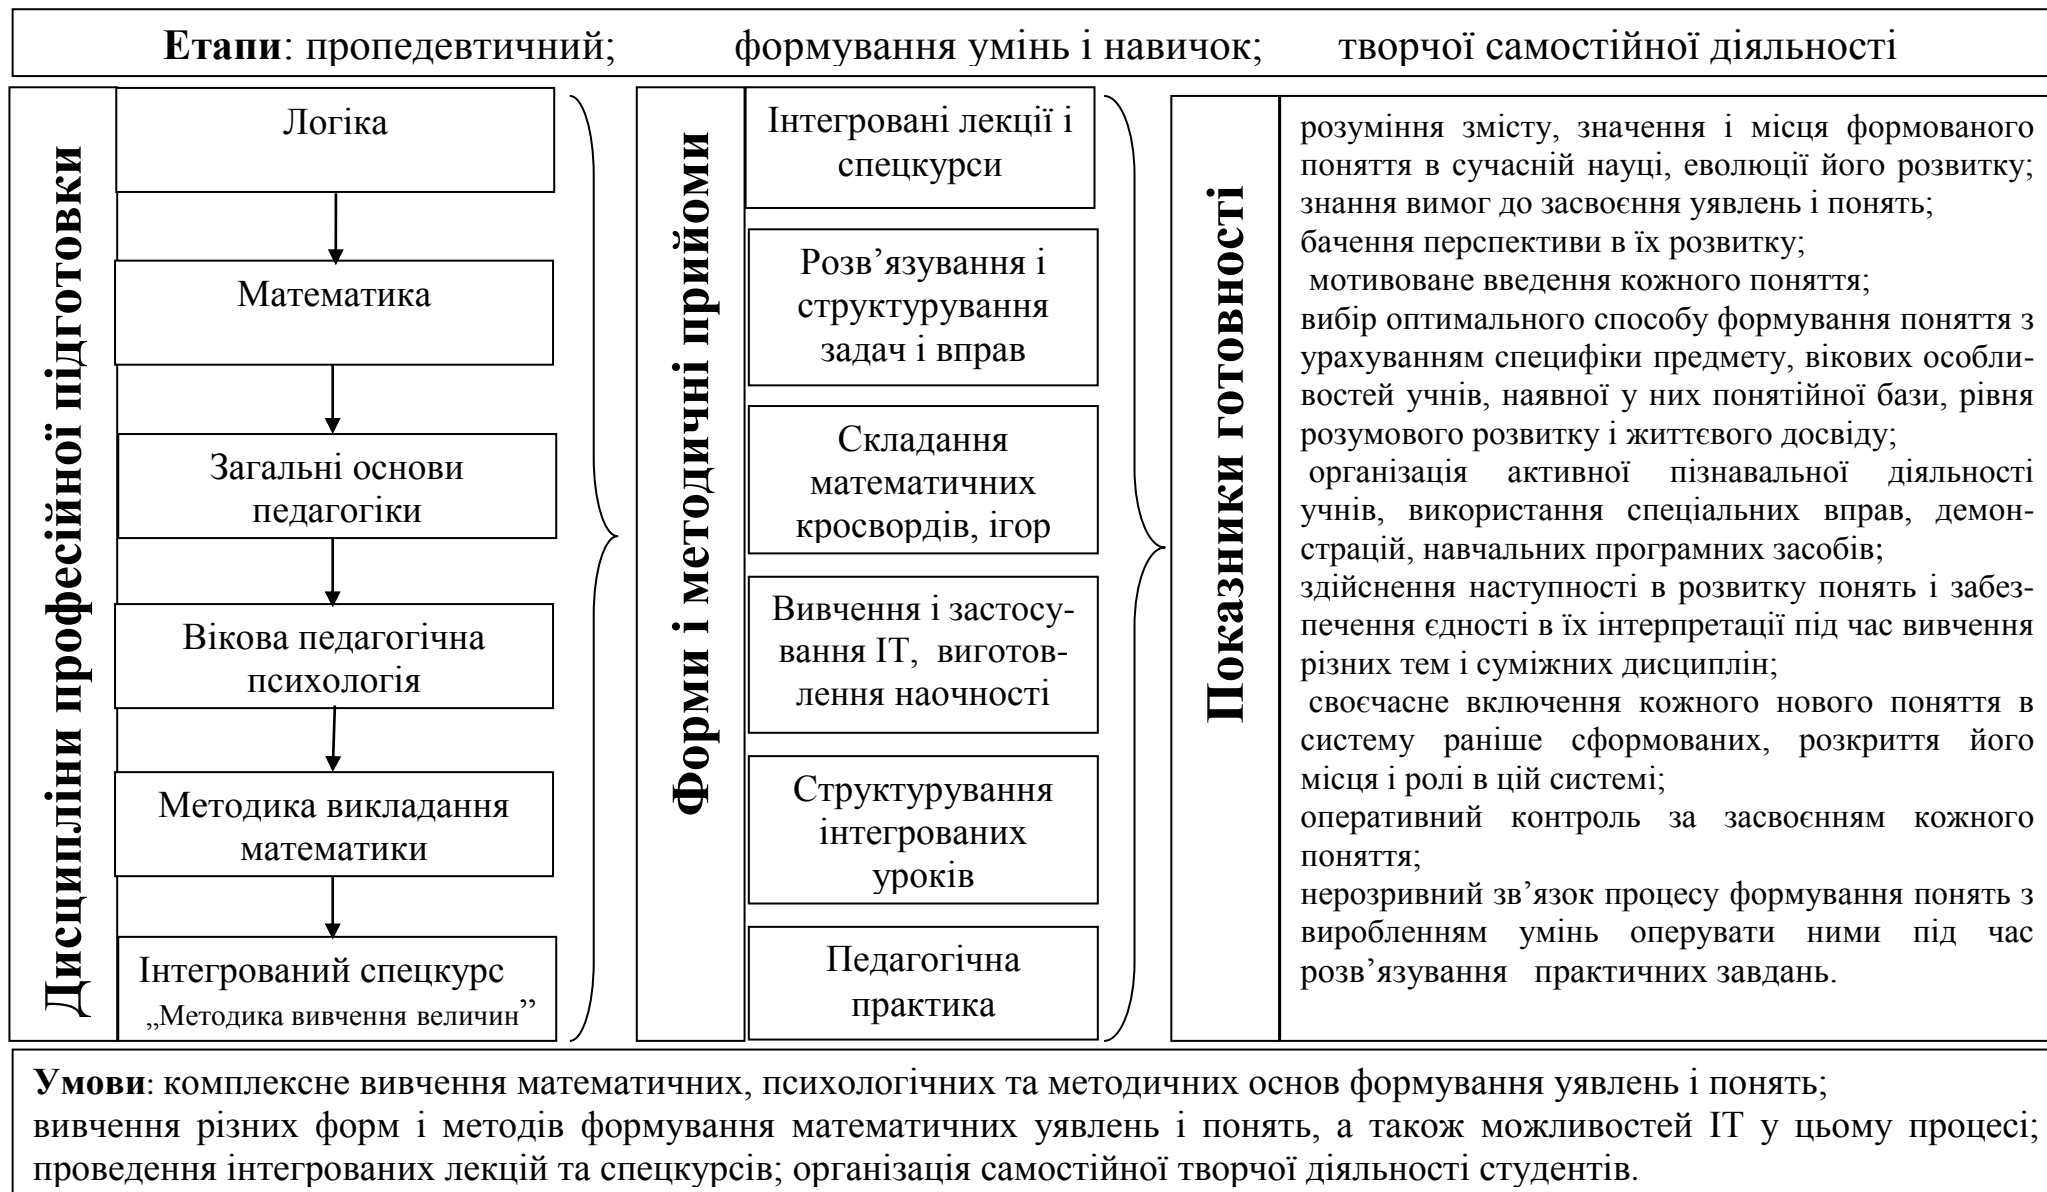 Етапи: пропедевтичний; формування умінь і навичок; творчої самостійної діяльності
Дисципліни професійної підготовки
Логіка
Математика
Загальні основи
педагогіки
Вікова педагогічна
психологія
Методика викладання
математики
Інтегрований спецкурс
„Методика вивчення величин”
Форми і методичні прийоми
Інтегровані лекції і
спецкурси
Розв’язування і
структурування
задач і вправ
Складання
математичних
кросвордів, ігор
Вивчення і застосу-
вання ІТ, виготов-
лення наочності
Структурування
інтегрованих
уроків
Педагогічна
практика
Показники готовності
розуміння змісту, значення і місця формованого
поняття в сучасній науці, еволюції його розвитку;
знання вимог до засвоєння уявлень і понять;
бачення перспективи в їх розвитку;
мотивоване введення кожного поняття;
вибір оптимального способу формування поняття з
урахуванням специфіки предмету, вікових особли-
востей учнів, наявної у них понятійної бази, рівня
розумового розвитку і життєвого досвіду;
організація активної пізнавальної діяльності
учнів, використання спеціальних вправ, демон-
страцій, навчальних програмних засобів;
здійснення наступності в розвитку понять і забез-
печення єдності в їх інтерпретації під час вивчення
різних тем і суміжних дисциплін;
своєчасне включення кожного нового поняття в
систему раніше сформованих, розкриття його
місця і ролі в цій системі;
оперативний контроль за засвоєнням кожного
поняття;
нерозривний зв’язок процесу формування понять з
виробленням умінь оперувати ними під час
розв’язування практичних завдань.
Умови: комплексне вивчення математичних, психологічних та методичних основ формування уявлень і понять;
вивчення різних форм і методів формування математичних уявлень і понять, а також можливостей ІТ у цьому процесі;
проведення інтегрованих лекцій та спецкурсів; організація самостійної творчої діяльності студентів.